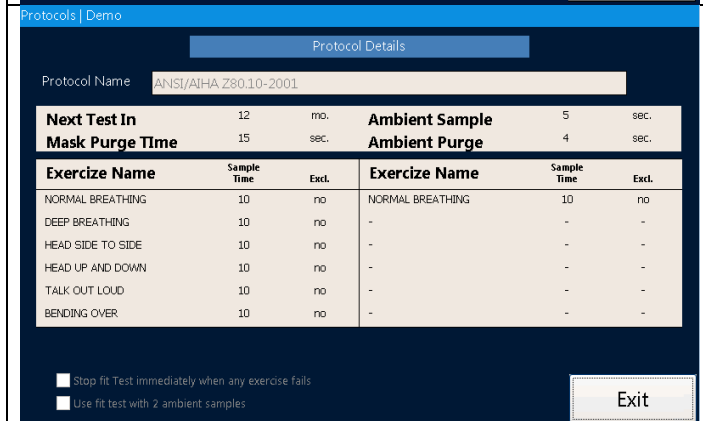 Protocols | Demo
Protocol Details
Protocol Name ANSI/AIHA Z80.10-2001
Next Test In 12 mo. Ambient Sample 5 sec.
Mask Purge TIme 15 sec. Ambient Purge 4 sec.
Exercize Name Sample Time Excl. Exercize Name Sample Time Excl.
NORMAL BREATHING 10 no NORMAL BREATHING 10 no
DEEP BREATHING 10 no - - -
HEAD SIDE TO SIDE 10 no - - -
HEAD UP AND DOWN 10 no - - -
TALK OUT LOUD 10 no - - -
BENDING OVER 10 no - - -
Stop fit Test immediately when any exercise fails
Use fit test with 2 ambient samples
Exit